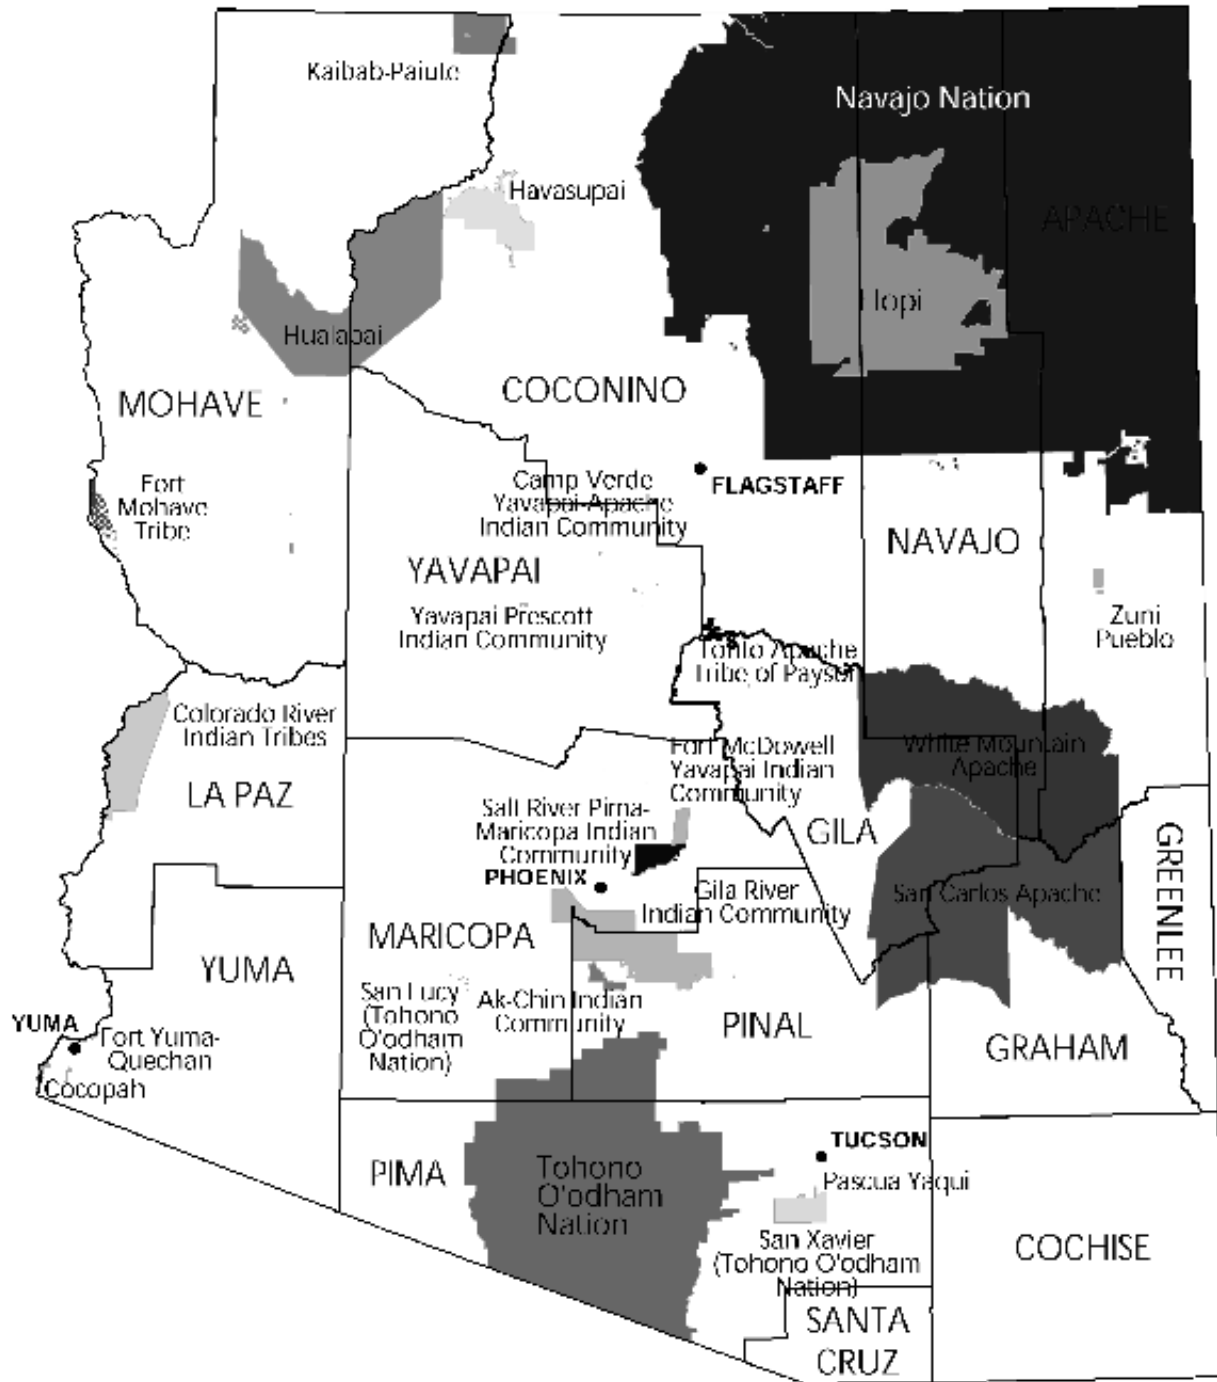 Kaibab-Paiute
Navajo Nation
Havasupai
APACHE
Hopi
Hualapai
MOHAVE
COCONINO
Fort
Mohave
Tribe
Camp Verde
Yavapai-Apache
Indian Community
FLAGSTAFF
NAVAJO
YAVAPAI
Yavapai Prescott
Indian Community
Zuni
Pueblo
Tonto Apache
Tribe of Payson
Colorado River
Indian Tribes
LA PAZ
Fort McDowell
Yavapai Indian
Community
White Mountain
Apache
Salt River Pima-
Maricopa Indian
Community
GILA
GREENLEE
PHOENIX
Gila River
Indian Community
San Carlos Apache
MARICOPA
YUMA
San Lucy
(Tohono
O'odham
Nation)
Ak-Chin Indian
Community
PINAL
GRAHAM
YUMA
Fort Yuma-
Quechan
Cocopah
TUCSON
PIMA
Tohono
O'odham
Nation
Pascua Yaqui
San Xavier
(Tohono O'odham
Nation)
COCHISE
SANTA
CRUZ